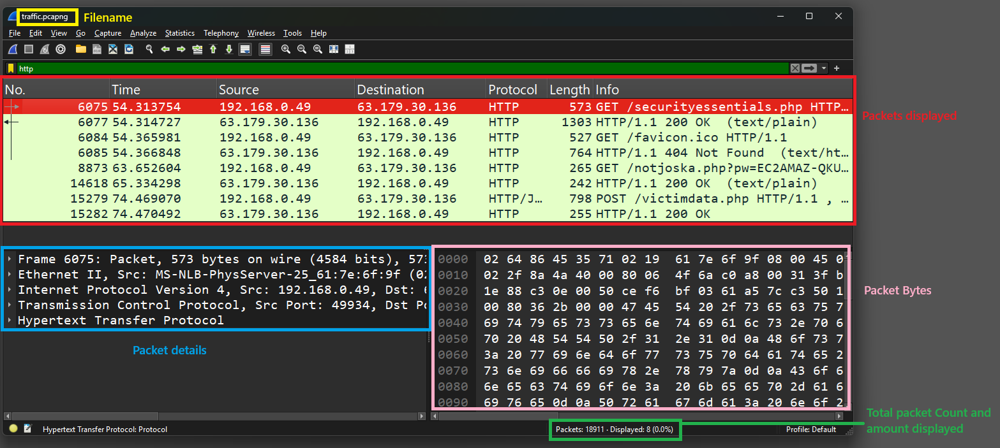 traffic.pcapng Filename
File Edit View Go Capture Analyze Statistics Telephony Wireless Tools Help
http
No. Time Source Destination Protocol Length Info
6075 54.313754 192.168.0.49 63.179.30.136 HTTP 573 GET /securityessentials.php HTTP…
6077 54.314727 63.179.30.136 192.168.0.49 HTTP 1303 HTTP/1.1 200 OK (text/plain)
6084 54.365981 192.168.0.49 63.179.30.136 HTTP 527 GET /favicon.ico HTTP/1.1
6085 54.366848 63.179.30.136 192.168.0.49 HTTP 764 HTTP/1.1 404 Not Found (text/ht…
8873 63.652604 192.168.0.49 63.179.30.136 HTTP 265 GET /notjoska.php?pw=EC2AMAZ-QKU…
14618 65.334298 63.179.30.136 192.168.0.49 HTTP 242 HTTP/1.1 200 OK (text/plain)
15279 74.469070 192.168.0.49 63.179.30.136 HTTP/J… 798 POST /victimdata.php HTTP/1.1 , …
15282 74.470492 63.179.30.136 192.168.0.49 HTTP 255 HTTP/1.1 200 OK
Packets displayed
Frame 6075: Packet, 573 bytes on wire (4584 bits), 573
Ethernet II, Src: MS-NLB-PhysServer-25_61:7e:6f:9f (02
Internet Protocol Version 4, Src: 192.168.0.49, Dst: 6
Transmission Control Protocol, Src Port: 49934, Dst Po
Hypertext Transfer Protocol
Packet details
0000 02 64 86 45 35 71 02 19 61 7e 6f 9f 08 00 45 0
0010 02 2f 8a 4a 40 00 80 06 4f 6a c0 a8 00 31 3f b
0020 1e 88 c3 0e 00 50 ce f6 bf 03 61 a5 7c c3 50 1
0030 00 80 36 2b 00 00 47 45 54 20 2f 73 65 63 75 7
0040 69 74 79 65 73 73 65 6e 74 69 61 6c 73 2e 70 6
0050 70 20 48 54 54 50 2f 31 2e 31 0d 0a 48 6f 73 7
0060 3a 20 77 69 6e 64 6f 77 73 75 70 64 61 74 65 2
0070 73 6e 69 66 66 69 78 2e 78 79 7a 0d 0a 43 6f 6
0080 6e 65 63 74 69 6f 6e 3a 20 6b 65 65 70 2d 61 6
0090 69 76 65 0d 0a 50 72 61 67 6d 61 3a 20 6e 6f 2
Packet Bytes
Hypertext Transfer Protocol: Protocol
Packets: 18911 · Displayed: 8 (0.0%)
Profile: Default
Total packet Count and
amount displayed